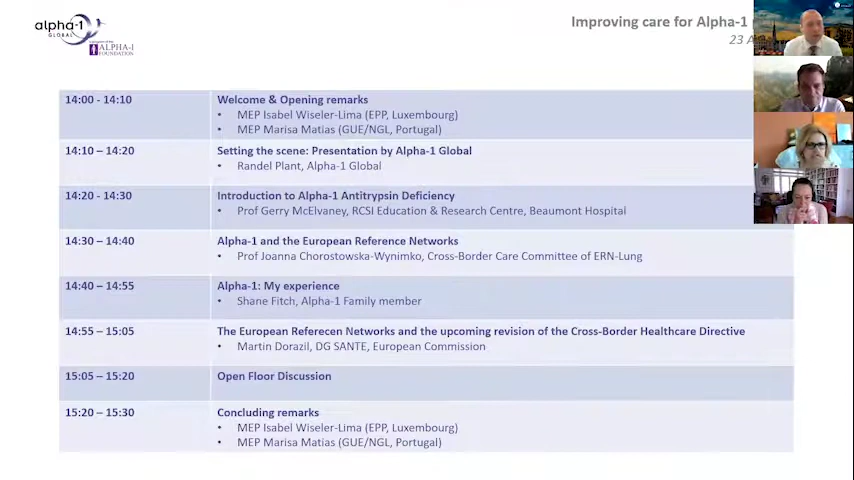 alpha-1
GLOBAL
ALPHA-1
FOUNDATION
Improving care for Alpha-1
23 A
14:00 - 14:10
Welcome & Opening remarks
• MEP Isabel Wiseler-Lima (EPP, Luxembourg)
• MEP Marisa Matias (GUE/NGL, Portugal)
14:10 – 14:20
Setting the scene: Presentation by Alpha-1 Global
• Randel Plant, Alpha-1 Global
14:20 - 14:30
Introduction to Alpha-1 Antitrypsin Deficiency
• Prof Gerry McElvaney, RCSI Education & Research Centre, Beaumont Hospital
14:30 – 14:40
Alpha-1 and the European Reference Networks
• Prof Joanna Chorostowska-Wynimko, Cross-Border Care Committee of ERN-Lung
14:40 – 14:55
Alpha-1: My experience
• Shane Fitch, Alpha-1 Family member
14:55 – 15:05
The European Referecen Networks and the upcoming revision of the Cross-Border Healthcare Directive
• Martin Dorazil, DG SANTE, European Commission
15:05 – 15:20
Open Floor Discussion
15:20 – 15:30
Concluding remarks
• MEP Isabel Wiseler-Lima (EPP, Luxembourg)
• MEP Marisa Matias (GUE/NGL, Portugal)